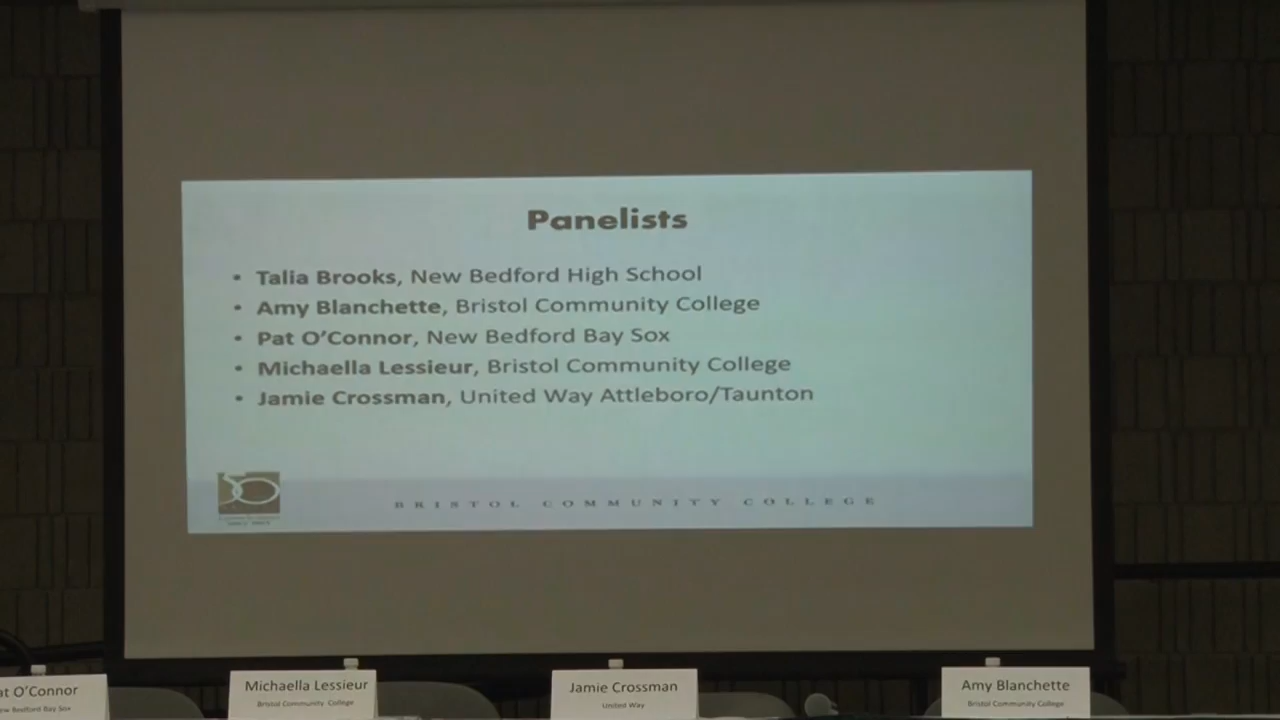 Panelists
• Talia Brooks, New Bedford High School
• Amy Blanchette, Bristol Community College
• Pat O'Connor, New Bedford Bay Sox
• Michaella Lessieur, Bristol Community College
• Jamie Crossman, United Way Attleboro/Taunton
BRISTOL COMMUNITY COLLEGE
at O'Connor
ew Bedford Bay Sox
Michaella Lessieur
Bristol Community College
Jamie Crossman
United Way
Amy Blanchette
Bristol Community College